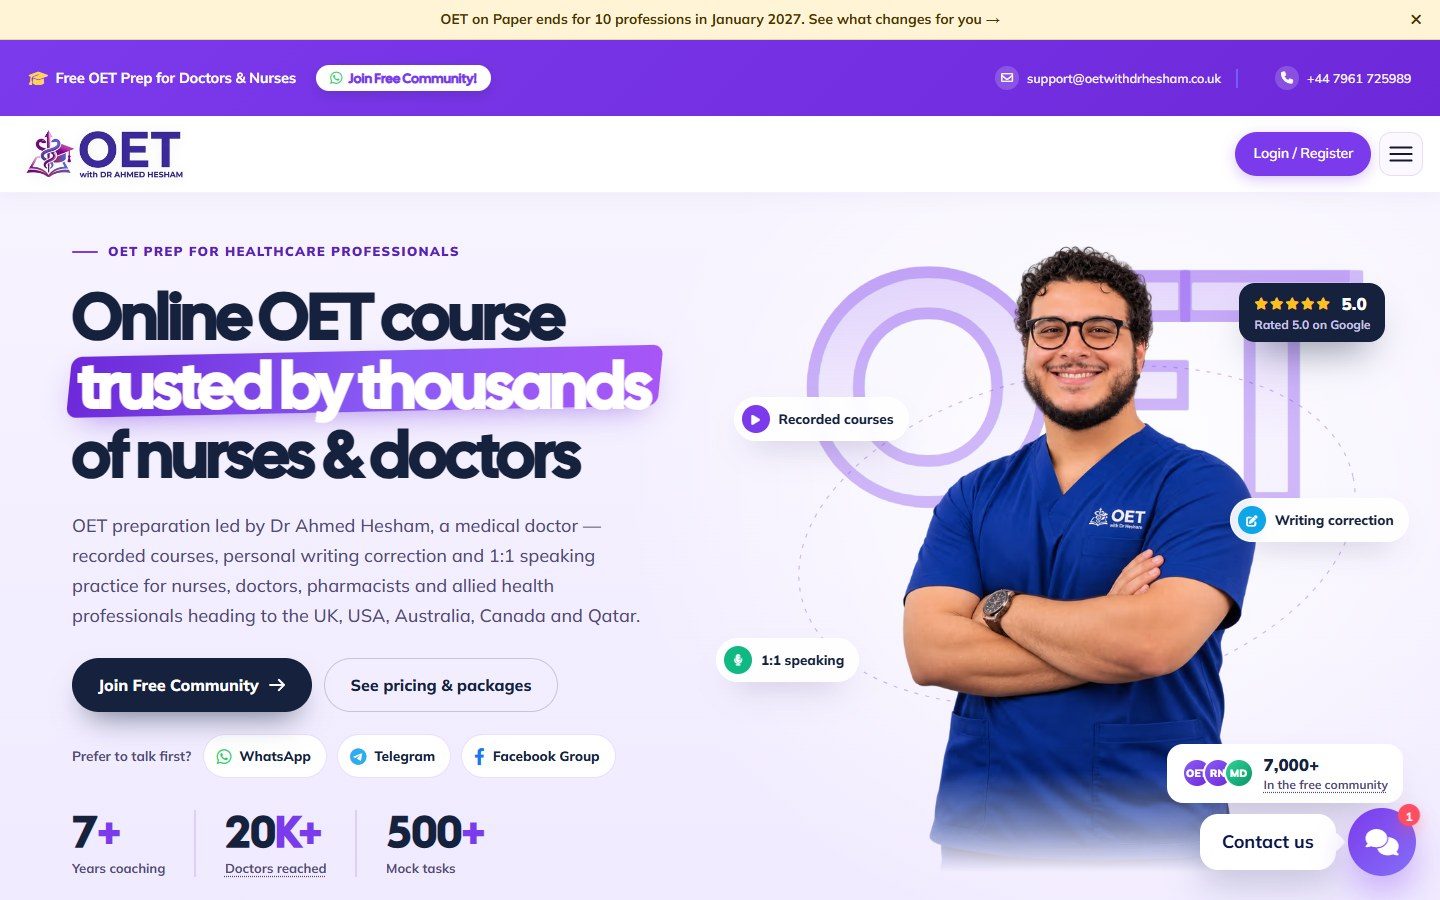 OET on Paper ends for 10 professions in January 2027. See what changes for you →
Free OET Prep for Doctors & Nurses
Join Free Community!
support@oetwithdrhesham.co.uk
+44 7961 725989
OET
with DR AHMED HESHAM
Login / Register
OET PREP FOR HEALTHCARE PROFESSIONALS
Online OET course
trusted by thousands
of nurses & doctors
OET preparation led by Dr Ahmed Hesham, a medical doctor —
recorded courses, personal writing correction and 1:1 speaking
practice for nurses, doctors, pharmacists and allied health
professionals heading to the UK, USA, Australia, Canada and Qatar.
Join Free Community →
See pricing & packages
Prefer to talk first?
WhatsApp
Telegram
Facebook Group
7+
Years coaching
20K+
Doctors reached
500+
Mock tasks
OET
5.0
Rated 5.0 on Google
Recorded courses
OET
with Dr Hesham
Writing correction
1:1 speaking
OET
RN
MD
7,000+
In the free community
Contact us
1